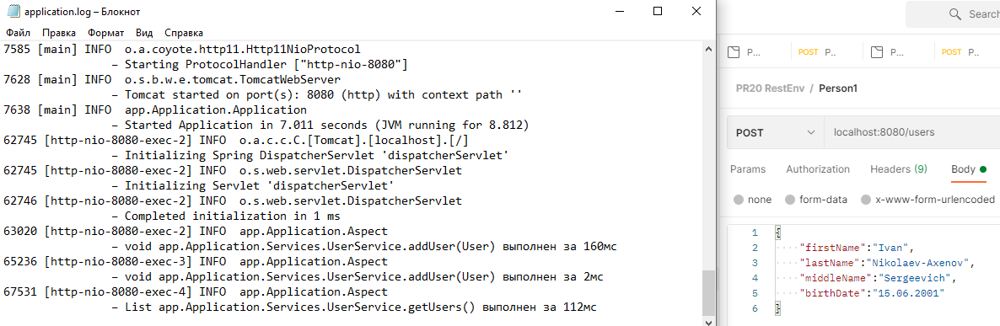 application.log – Блокнот
Файл Правка Формат Вид Справка
7585 [main] INFO o.a.coyote.http11.Http11NioProtocol
– Starting ProtocolHandler ["http-nio-8080"]
7628 [main] INFO o.s.b.w.e.tomcat.TomcatWebServer
– Tomcat started on port(s): 8080 (http) with context path ''
7638 [main] INFO app.Application.Application
– Started Application in 7.011 seconds (JVM running for 8.812)
62745 [http-nio-8080-exec-2] INFO o.a.c.c.C.[Tomcat].[localhost].[/]
– Initializing Spring DispatcherServlet 'dispatcherServlet'
62745 [http-nio-8080-exec-2] INFO o.s.web.servlet.DispatcherServlet
– Initializing Servlet 'dispatcherServlet'
62746 [http-nio-8080-exec-2] INFO o.s.web.servlet.DispatcherServlet
– Completed initialization in 1 ms
63020 [http-nio-8080-exec-2] INFO app.Application.Aspect
– void app.Application.Services.UserService.addUser(User) выполнен за 160мс
65236 [http-nio-8080-exec-3] INFO app.Application.Aspect
– void app.Application.Services.UserService.addUser(User) выполнен за 2мс
67531 [http-nio-8080-exec-4] INFO app.Application.Aspect
– List app.Application.Services.UserService.getUsers() выполнен за 112мс
Search
P... POST P.. P... POST P..
PR20 RestEnv / Person1
POST localhost:8080/users
Params Authorization Headers (9) Body
none form-data x-www-form-urlencoded
1 {
2 "firstName":"Ivan",
3 "lastName":"Nikolaev-Axenov",
4 "middleName":"Sergeevich",
5 "birthDate":"15.06.2001"
6 }